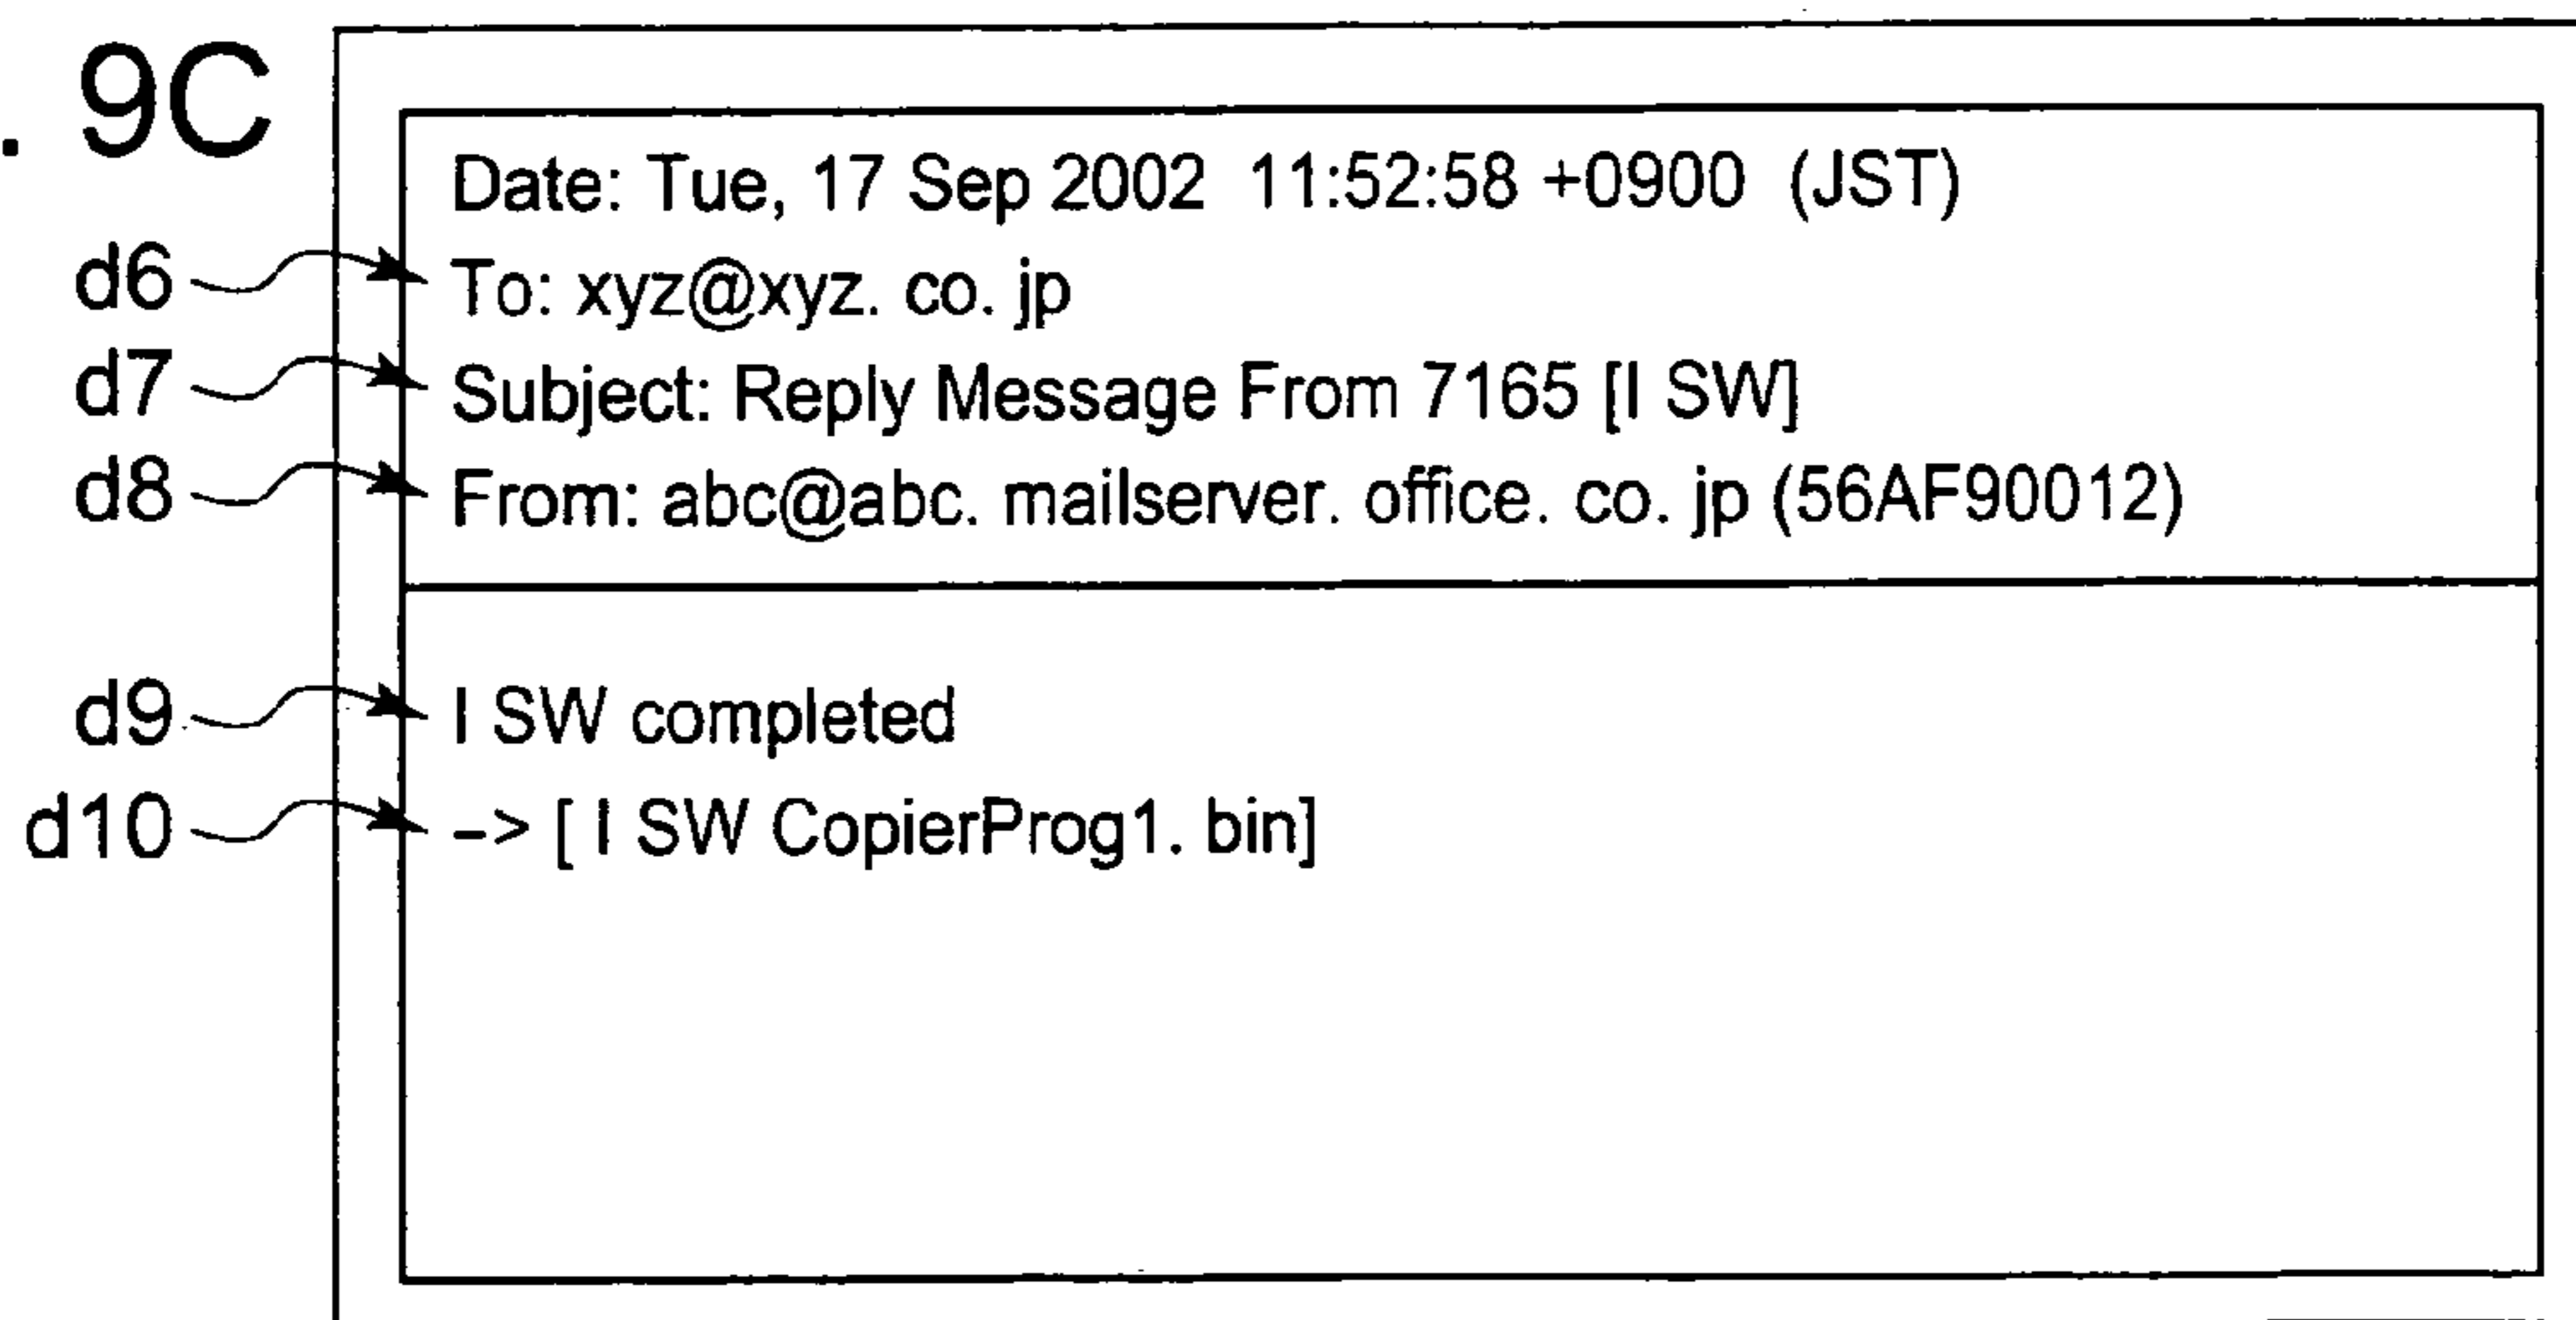 . 9C
Date: Tue, 17 Sep 2002 11:52:58 +0900 (JST)
d6 To: xyz@xyz. co. jp
d7 Subject: Reply Message From 7165 [I SW]
d8 From: abc@abc. mailserver. office. co. jp (56AF90012)
d9 I SW completed
d10 -> [ I SW CopierProg1. bin]